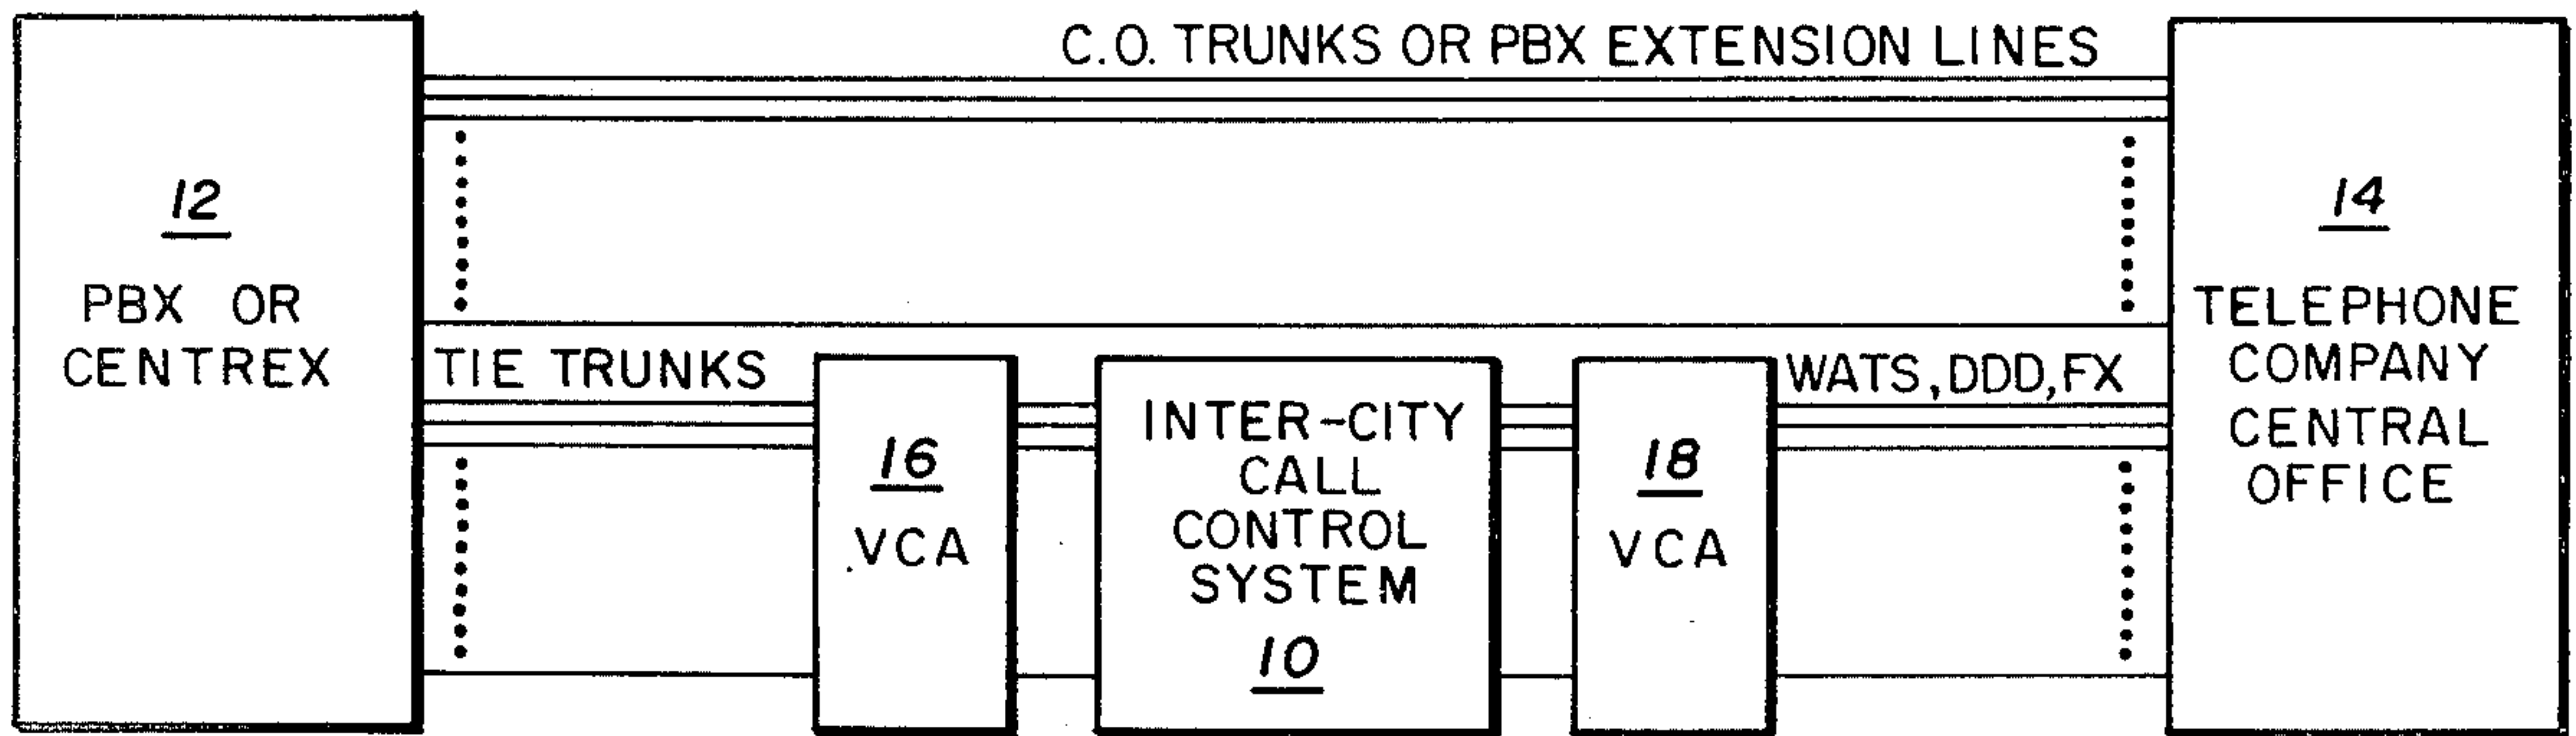 C.O. TRUNKS OR PBX EXTENSION LINES
12
PBX OR
CENTREX
14
TELEPHONE
COMPANY
CENTRAL
OFFICE
TIE TRUNKS
WATS,DDD,FX
16
VCA
INTER-CITY
CALL
CONTROL
SYSTEM
10
18
VCA